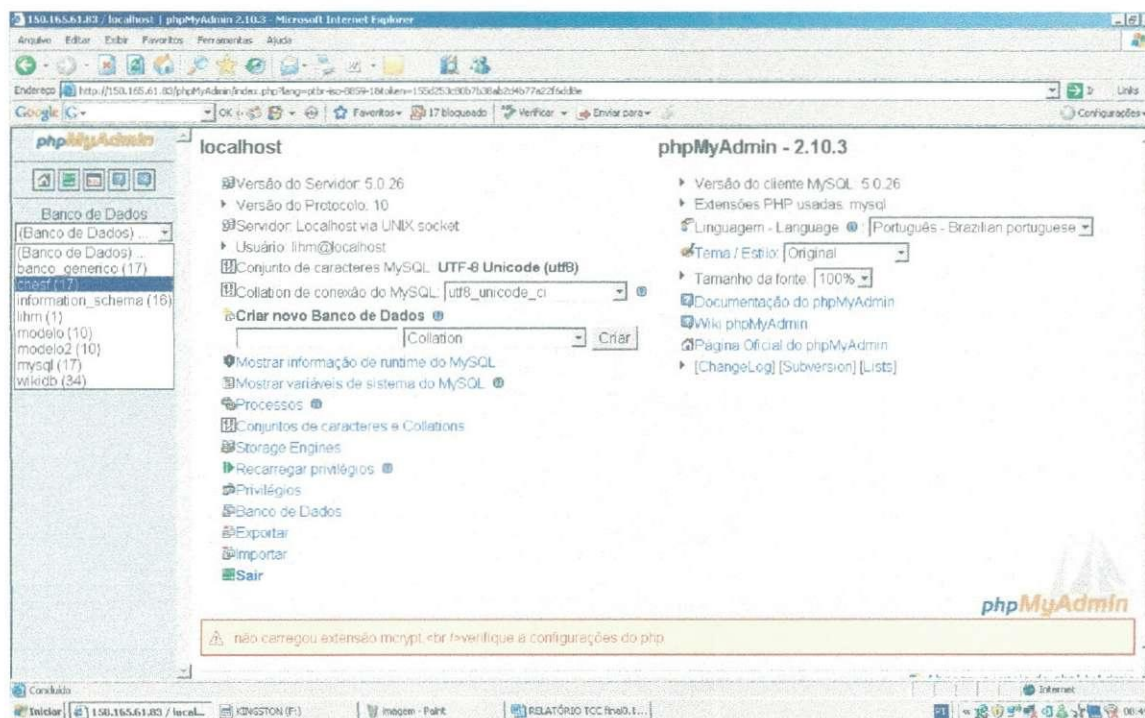 150.165.61.83 / localhost | phpMyAdmin 2.10.3 - Microsoft Internet Explorer
Arquivo Editar Exibir Favoritos Ferramentas Ajuda
Endereço
Google G OK Favoritos 17 bloqueado Verificar Enviar para Configurações
Links
phpMyAdmin
Banco de Dados
(Banco de Dados) ...
(Banco de Dados) ...
banco_generico (17)
chesf (17)
information_schema (16)
lihm (1)
modelo (10)
modelo2 (10)
mysql (17)
wikidb (34)
localhost
Versão do Servidor: 5.0.26
Versão do Protocolo: 10
Servidor: Localhost via UNIX socket
Usuário: lihm@localhost
Conjunto de caracteres MySQL: UTF-8 Unicode (utf8)
Collation de conexão do MySQL: utf8_unicode_ci
Criar novo Banco de Dados
Collation Criar
Mostrar informação de runtime do MySQL
Mostrar variáveis de sistema do MySQL
Processos
Conjuntos de caracteres e Collations
Storage Engines
Recarregar privilégios
Privilégios
Banco de Dados
Exportar
Importar
Sair
phpMyAdmin - 2.10.3
Versão do cliente MySQL: 5.0.26
Extensões PHP usadas: mysql
Linguagem - Language : Português - Brazilian portuguese
Tema / Estilo: Original
Tamanho da fonte: 100%
Documentação do phpMyAdmin
Wiki phpMyAdmin
Página Oficial do phpMyAdmin
[ChangeLog] [Subversion] [Lists]
phpMyAdmin
não carregou extensão mcrypt,<br />verifique a configurações do php
Concluído
Internet
Iniciar 150.165.61.83 / local... KINGSTON (F:) imagem - Paint RELATÓRIO TCC final0.1... PT